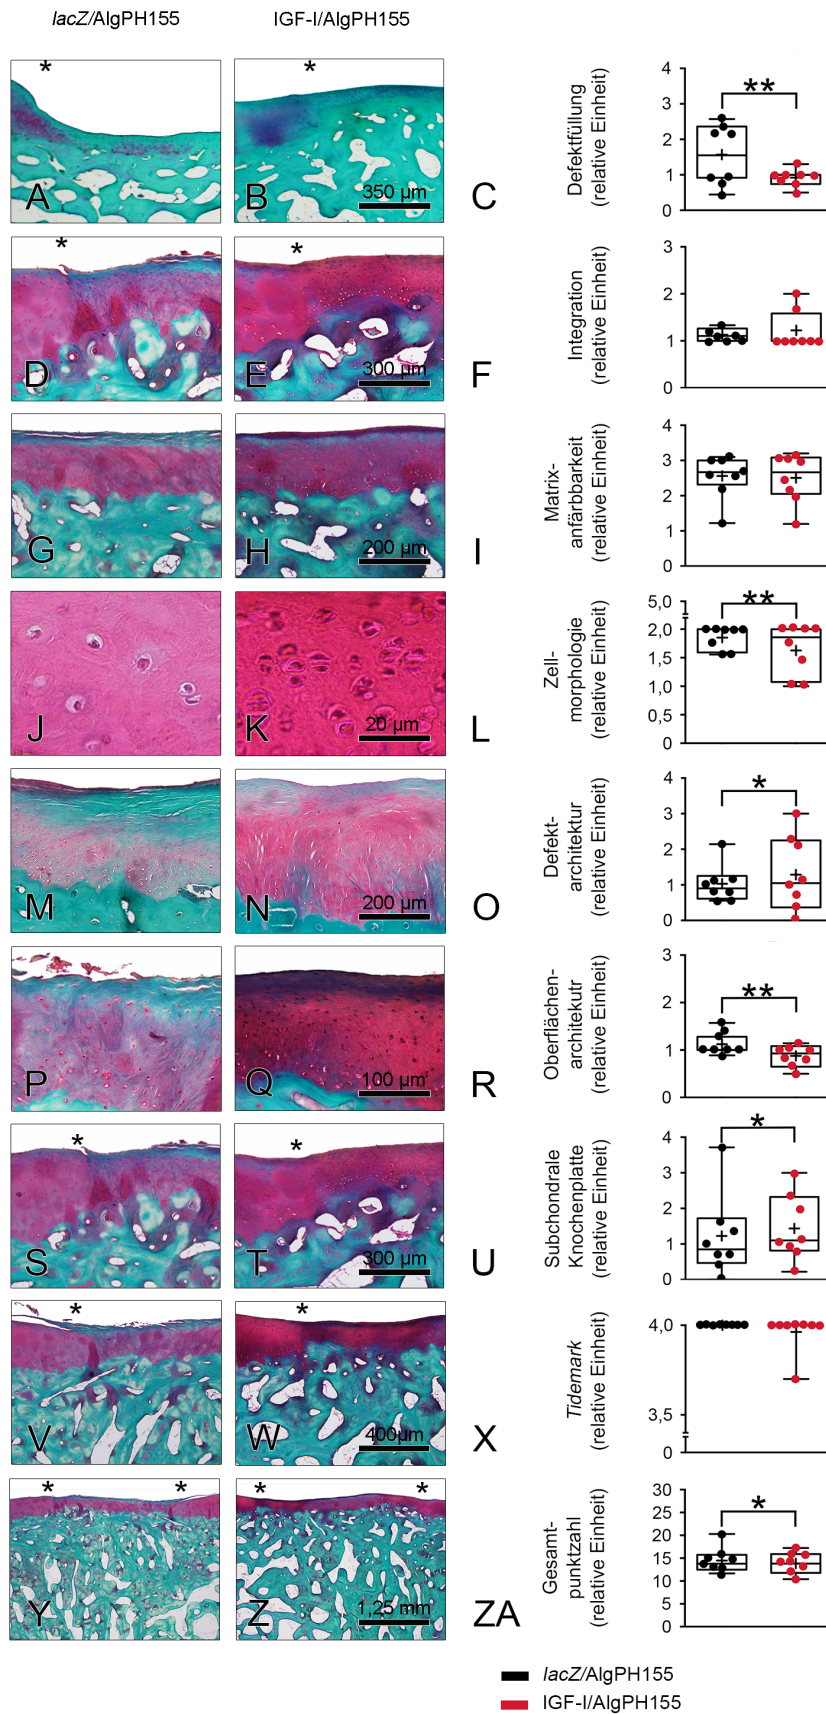 lacZ/AlgPH155 IGF-I/AlgPH155
* *
A B 350 µm C
Defektfüllung
(relative Einheit)
4
3
2
1
0
**
* *
D E 300 µm F
Integration
(relative Einheit)
3
2
1
0
G H 200 µm I
Matrix-
anfärbbarkeit
(relative Einheit)
4
3
2
1
0
J K 20 µm L
Zell-
morphologie
(relative Einheit)
5,0
2,0
1,5
1,0
0,5
0
**
M N 200 µm O
Defekt-
architektur
(relative Einheit)
4
3
2
1
0
*
P Q 100 µm R
Oberflächen-
architekutr
(relative Einheit)
3
2
1
0
**
* *
S T 300 µm U
Subchondrale
Knochenplatte
(relative Einheit)
4
3
2
1
0
*
* *
V W 400µm X
Tidemark
(relative Einheit)
4,0
3,5
0
* * * *
Y Z 1,25 mm ZA
Gesamt-
punktzahl
(relative Einheit)
30
25
20
15
10
5
0
*
lacZ/AlgPH155
IGF-I/AlgPH155